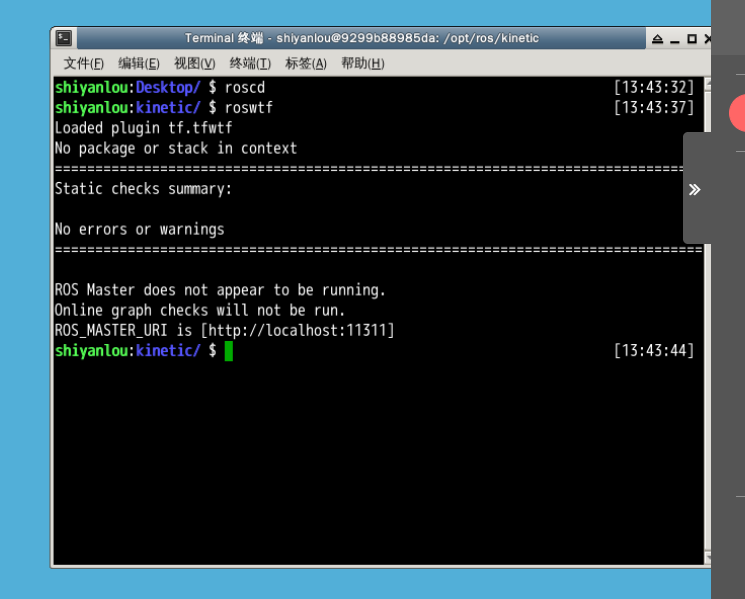 Terminal 终端 - shiyanlou@9299b88985da: /opt/ros/kinetic
文件(F) 编辑(E) 视图(V) 终端(T) 标签(A) 帮助(H)
shiyanlou:Desktop/ $ roscd [13:43:32]
shiyanlou:kinetic/ $ roswtf [13:43:37]
Loaded plugin tf.tfwtf
No package or stack in context
================================================================================
Static checks summary:
No errors or warnings
================================================================================
ROS Master does not appear to be running.
Online graph checks will not be run.
ROS_MASTER_URI is [http://localhost:11311]
shiyanlou:kinetic/ $ [13:43:44]